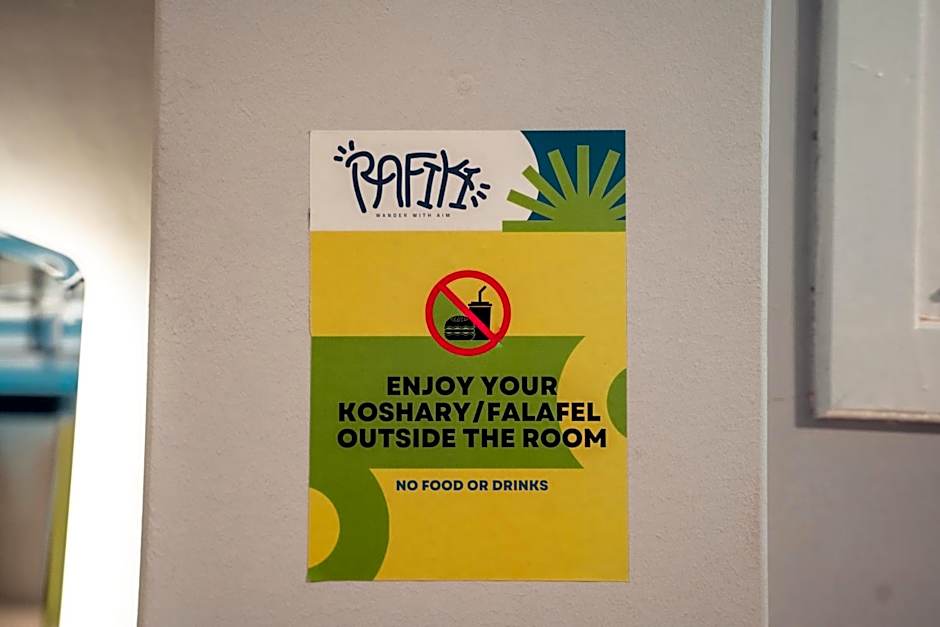 RAFIKI
WANDER WITH AIM
ENJOY YOUR
KOSHARY/FALAFEL
OUTSIDE THE ROOM
NO FOOD OR DRINKS